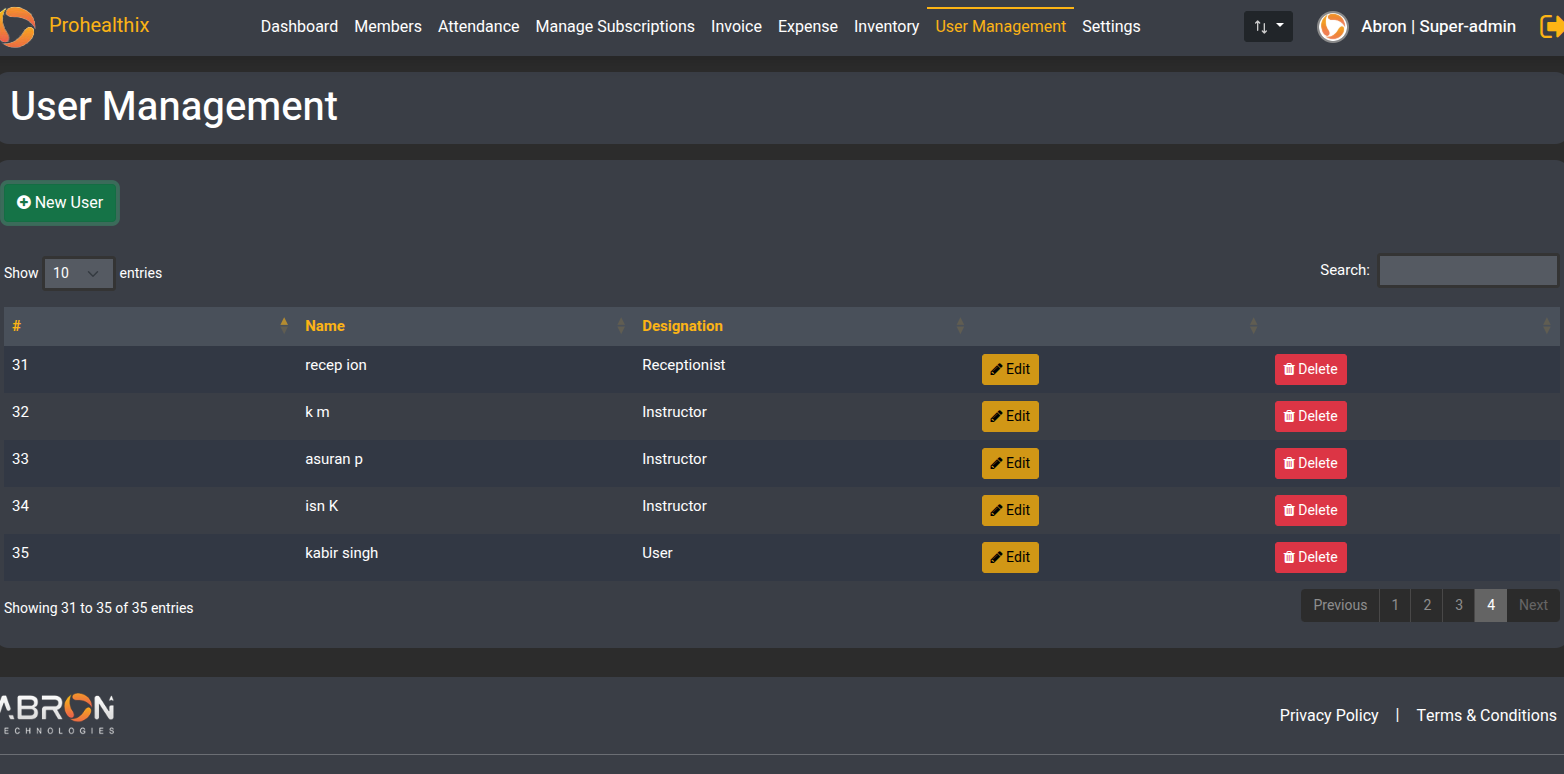 Prohealthix Dashboard Members Attendance Manage Subscriptions Invoice Expense Inventory User Management Settings Abron | Super-admin
User Management
New User
Show 10 entries Search:
# Name Designation
31 recep ion Receptionist Edit Delete
32 k m Instructor Edit Delete
33 asuran p Instructor Edit Delete
34 isn K Instructor Edit Delete
35 kabir singh User Edit Delete
Showing 31 to 35 of 35 entries Previous 1 2 3 4 Next
ABRON
ECHNOLOGIES
Privacy Policy | Terms & Conditions